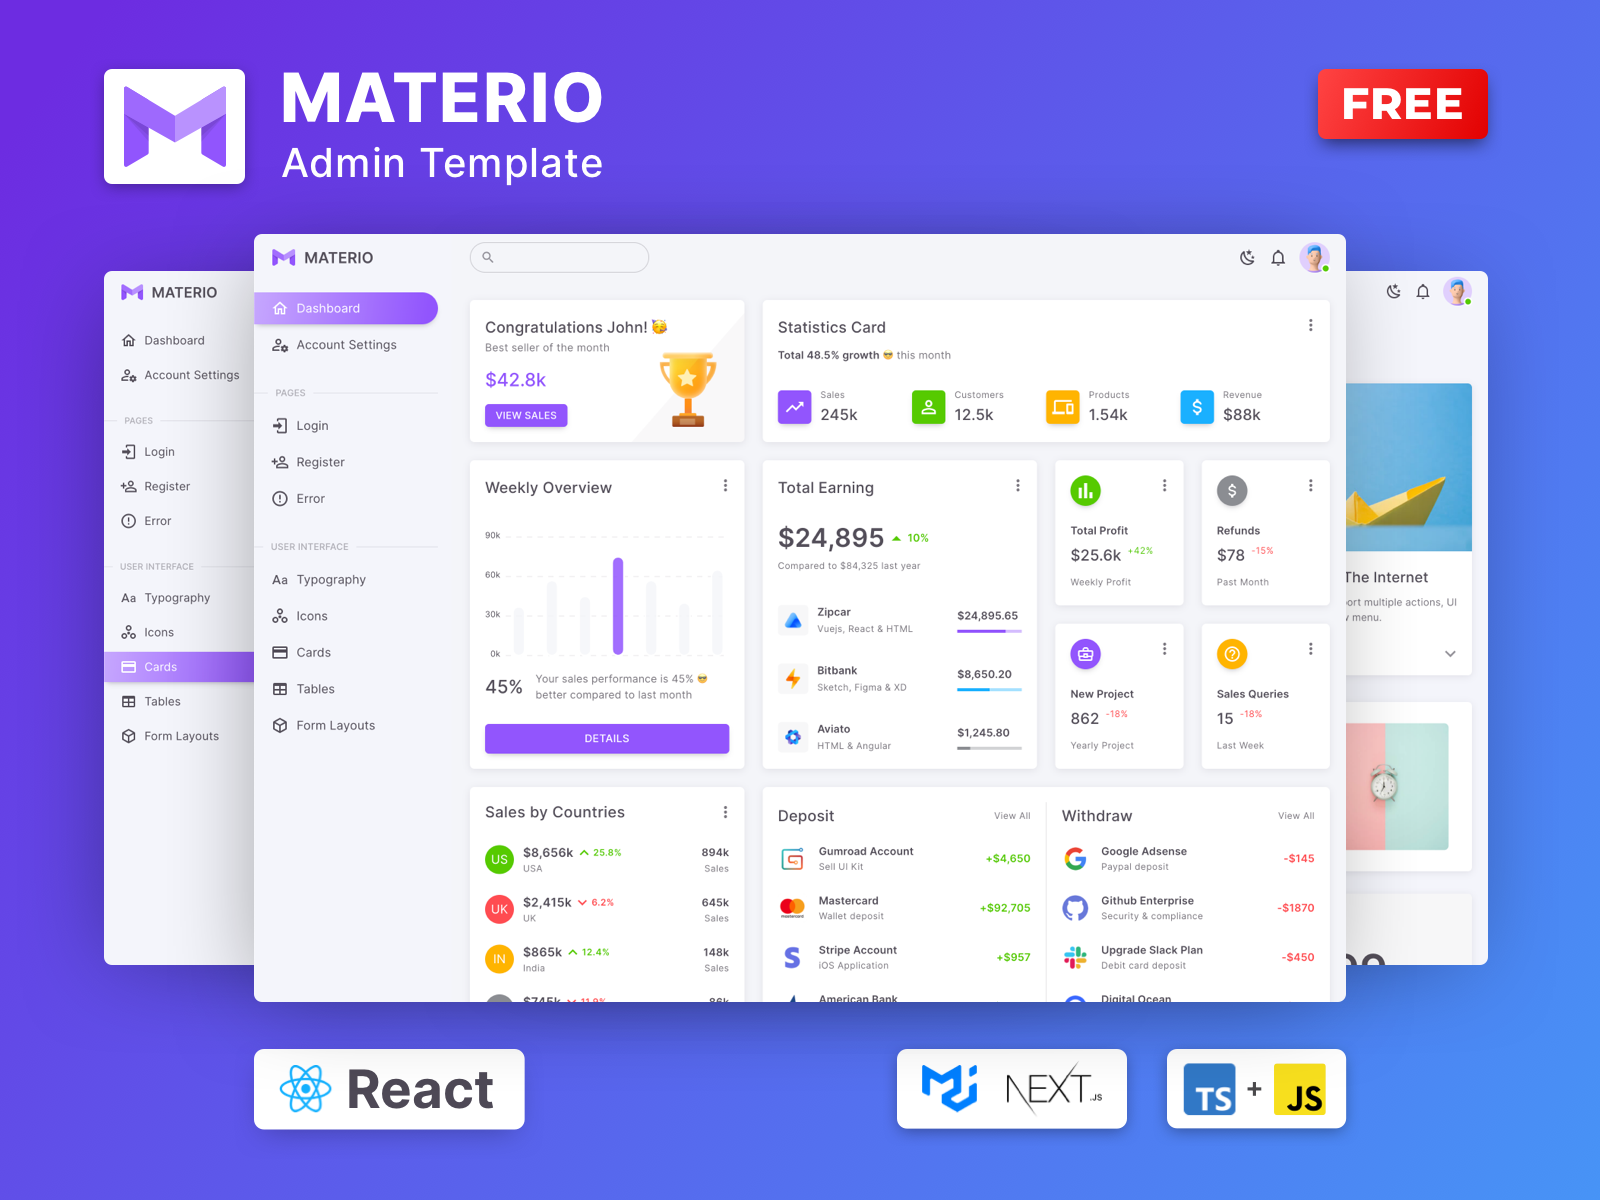 MATERIO
Admin Template
FREE
MATERIO
Dashboard
Account Settings
PAGES
Login
Register
Error
USER INTERFACE
Typography
Icons
Cards
Tables
Form Layouts
MATERIO
Dashboard
Account Settings
PAGES
Login
Register
Error
USER INTERFACE
Aa Typography
Icons
Cards
Tables
Form Layouts
Congratulations John! 🥳
Best seller of the month
$42.8k
VIEW SALES
Statistics Card
Total 48.5% growth 😎 this month
Sales
245k
Customers
12.5k
Products
1.54k
Revenue
$88k
Weekly Overview
90k
60k
30k
0k
45%
Your sales performance is 45% 😎
better compared to last month
DETAILS
Total Earning
$24,895 10%
Compared to $84,325 last year
Zipcar
Vuejs, React & HTML
$24,895.65
Bitbank
Sketch, Figma & XD
$8,650.20
Aviato
HTML & Angular
$1,245.80
Total Profit
$25.6k +42%
Weekly Profit
Refunds
$78 -15%
Past Month
New Project
862 -18%
Yearly Project
Sales Queries
15 -18%
Last Week
Sales by Countries
US
$8,656k 25.8%
USA
894k
Sales
UK
$2,415k 6.2%
UK
645k
Sales
IN
$865k 12.4%
India
148k
Sales
$745k 11.9%
86k
Deposit
View All
Gumroad Account
Sell UI Kit
+$4,650
Mastercard
Wallet deposit
+$92,705
Stripe Account
iOS Application
+$957
American Bank
Withdraw
View All
Google Adsense
Paypal deposit
-$145
Github Enterprise
Security & compliance
-$1870
Upgrade Slack Plan
Debit card deposit
-$450
Digital Ocean
The Internet
ort multiple actions, UI
menu.
React
NEXT.JS
TS + JS